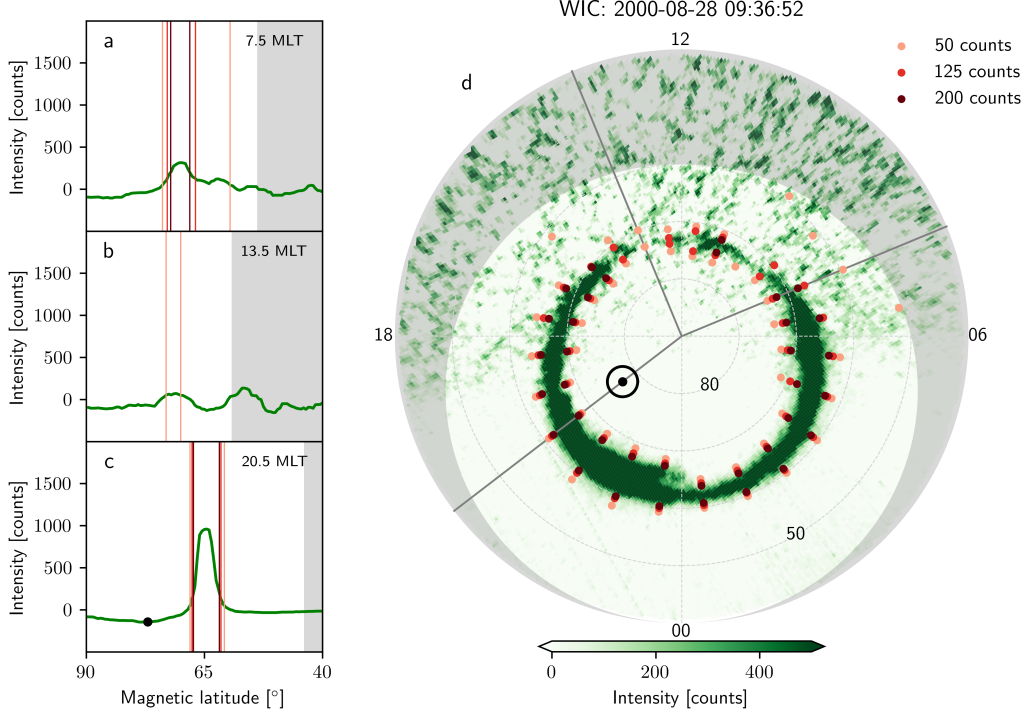 WIC: 2000-08-28 09:36:52
a
7.5 MLT
1500
1000
500
0
Intensity [counts]
b
13.5 MLT
1500
1000
500
0
Intensity [counts]
c
20.5 MLT
1500
1000
500
0
Intensity [counts]
90
65
40
Magnetic latitude [°]
d
12
18
06
00
80
50
50 counts
125 counts
200 counts
0
200
400
Intensity [counts]